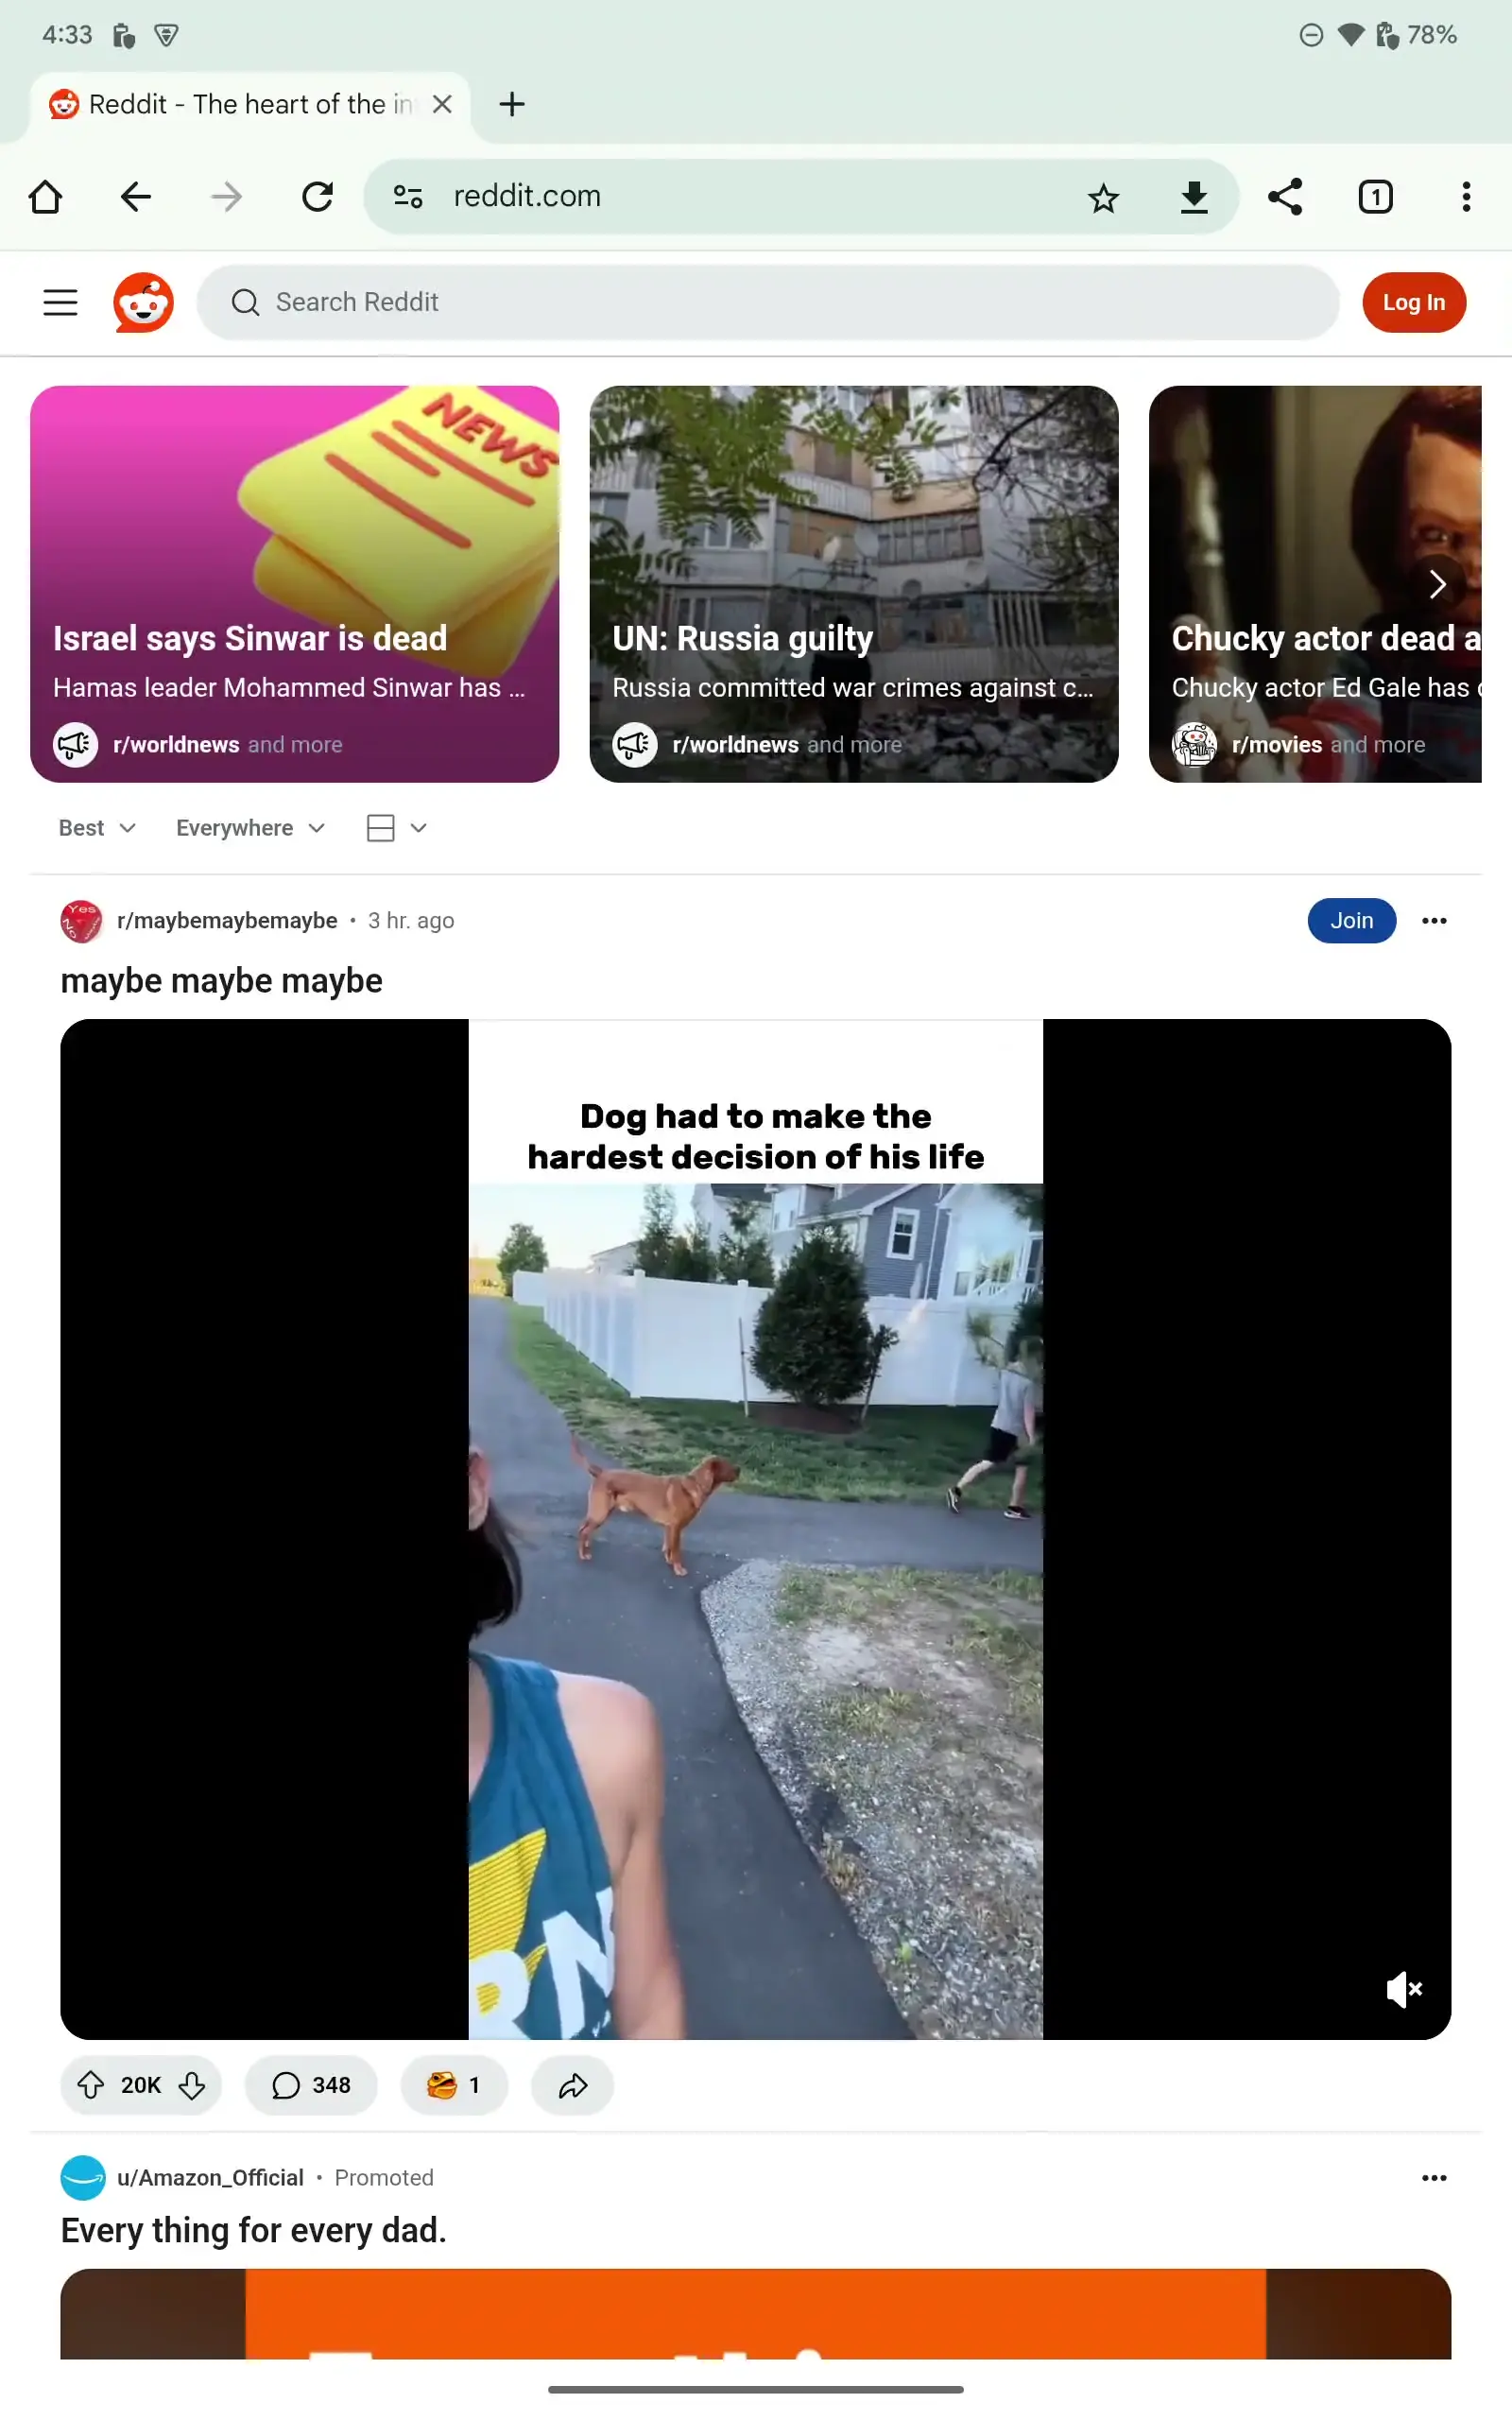 4:33
78%
Reddit - The heart of the in
reddit.com
1
Search Reddit
Log In
NEWS
Israel says Sinwar is dead
Hamas leader Mohammed Sinwar has ...
r/worldnews and more
UN: Russia guilty
Russia committed war crimes against c...
r/worldnews and more
Chucky actor dead a
Chucky actor Ed Gale has
r/movies and more
Best
Everywhere
Yes
NO
r/maybemaybemaybe • 3 hr. ago
Join
maybe maybe maybe
Dog had to make the
hardest decision of his life
RN
20K
348
1
u/Amazon_Official • Promoted
Every thing for every dad.